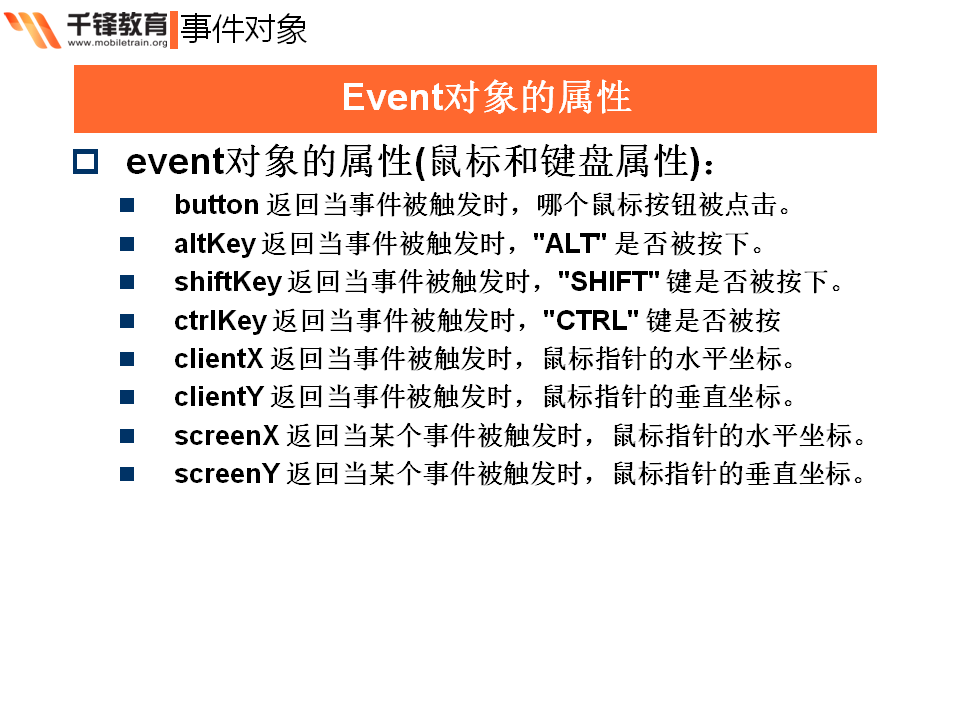 千锋教育 事件对象
www.mobiletrain.org
Event对象的属性
event对象的属性(鼠标和键盘属性)：
button 返回当事件被触发时，哪个鼠标按钮被点击。
altKey 返回当事件被触发时，"ALT" 是否被按下。
shiftKey 返回当事件被触发时，"SHIFT" 键是否被按下。
ctrlKey 返回当事件被触发时，"CTRL" 键是否被按
clientX 返回当事件被触发时，鼠标指针的水平坐标。
clientY 返回当事件被触发时，鼠标指针的垂直坐标。
screenX 返回当某个事件被触发时，鼠标指针的水平坐标。
screenY 返回当某个事件被触发时，鼠标指针的垂直坐标。